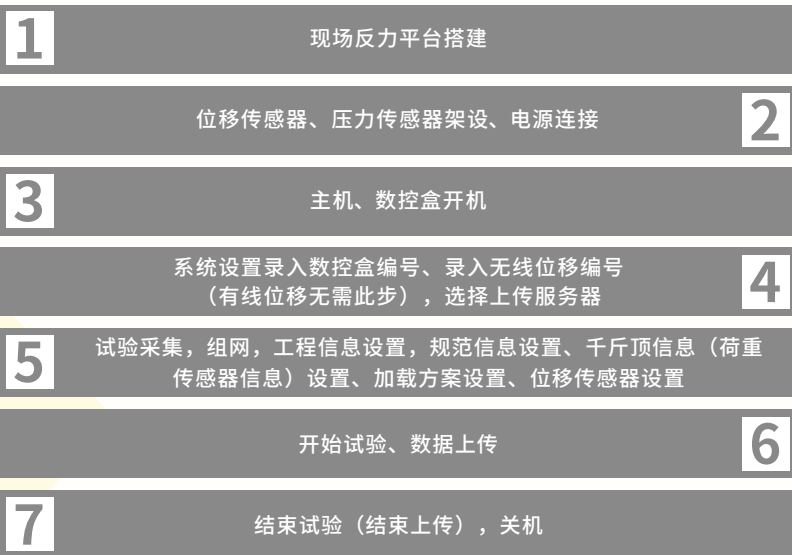 1
现场反力平台搭建
位移传感器、压力传感器架设、电源连接
2
3
主机、数控盒开机
系统设置录入数控盒编号、录入无线位移编号
（有线位移无需此步），选择上传服务器
4
5
试验采集，组网，工程信息设置，规范信息设置、千斤顶信息（荷重
传感器信息）设置、加载方案设置、位移传感器设置
开始试验、数据上传
6
7
结束试验（结束上传），关机